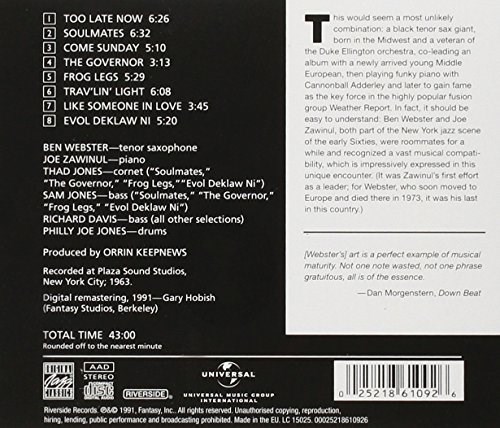 1 TOO LATE NOW 6:26
2 SOULMATES 6:32
3 COME SUNDAY 5:10
4 THE GOVERNOR 3:13
5 FROG LEGS 5:23
6 TRAV'LIN' LIGHT 7:08
7 LIKE SOMEONE IN LOVE 3:45
8 EVOL DEKLAW NI 5:20
BEN WEBSTER—tenor saxophone
JOE ZAWINUL—piano
THAD JONES—cornet ("Soulmates,"
"The Governor," "Frog Legs,""Evol Deklaw Ni")
SAM JONES—bass ("Soulmates," "The Governor,"
"Frog Legs," "Evol Deklaw Ni")
RICHARD DAVIS—bass (all other selections)
PHILLY JOE JONES—drums
Produced by ORRIN KEEPNEWS
Recorded at Plaza Sound Studios,
New York City; 1963.
Digital remastering, 1991—Gary Hobish
(Fantasy Studios, Berkeley)
TOTAL TIME 43:00
Rounded off to the nearest minute
This would seem a most unlikely
combination: a black tenor sax giant,
born in the Midwest and a veteran of
the Duke Ellington orchestra, co-leading an
album with a newly arrived young Middle
European, then playing funky piano with
Cannonball Adderley and later to gain fame
as the key force in the highly popular fusion
group Weather Report. In fact, it should be
easy to understand: Ben Webster and Joe
Zawinul, both part of the New York jazz scene
of the early Sixties, were roommates for a
while and recognized a vast musical compati-
bility, which is impressively expressed in this
unique encounter. (It was Zawinul's first effort
as a leader; for Webster, who soon moved to
Europe and died there in 1973, it was his last
in this country.)
[Webster's] art is a perfect example of musical
maturity. Not one note wasted, not one phrase
gratuitous, all is of the essence.
—Dan Morgenstern, Down Beat
ORIGINAL
Jazz
CLASSICS
AAD
STEREO
COMPACT
disc
DIGITAL AUDIO
RIVERSIDE
UNIVERSAL
UNIVERSAL MUSIC GROUP
INTERNATIONAL
0 25218 61092 6
Riverside Records. ℗&© 1991, Fantasy, Inc. All rights reserved. Unauthorised copying, reproduction,
hiring, lending, public performance and broadcasting prohibited. Made in the EU. LC 15025. 00025218610926